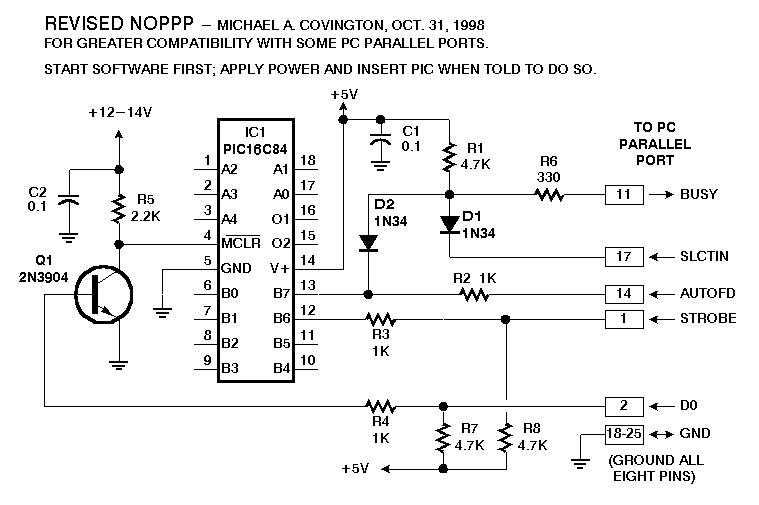 REVISED NOPPP – MICHAEL A. COVINGTON, OCT. 31, 1998
FOR GREATER COMPATIBILITY WITH SOME PC PARALLEL PORTS.
START SOFTWARE FIRST; APPLY POWER AND INSERT PIC WHEN TOLD TO DO SO.
+5V
+12–14V
IC1
PIC16C84
C1
0.1
R1
4.7K
TO PC
PARALLEL
PORT
R6
330
1 A2 A1 18
2 A3 A0 17
3 A4 O1 16
4 MCLR O2 15
5 GND V+ 14
6 B0 B7 13
7 B1 B6 12
8 B2 B5 11
9 B3 B4 10
C2
0.1
R5
2.2K
D2
1N34
D1
1N34
11 BUSY
17 SLCTIN
Q1
2N3904
R2 1K
14 AUTOFD
1 STROBE
R3
1K
2 D0
R4
1K
R7
4.7K
R8
4.7K
18-25 GND
(GROUND ALL
EIGHT PINS)
+5V